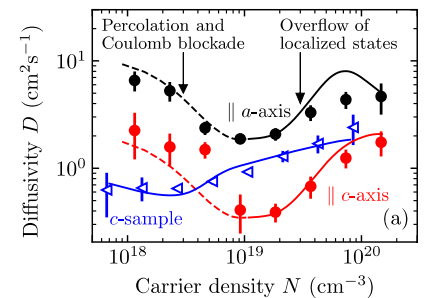 Percolation and
Coulomb blockade
Overflow of
localized states
10¹
10⁰
Diffusivity D (cm²s⁻¹)
∥ a-axis
∥ c-axis
c-sample
(a)
10¹⁸
10¹⁹
10²⁰
Carrier density N (cm⁻³)